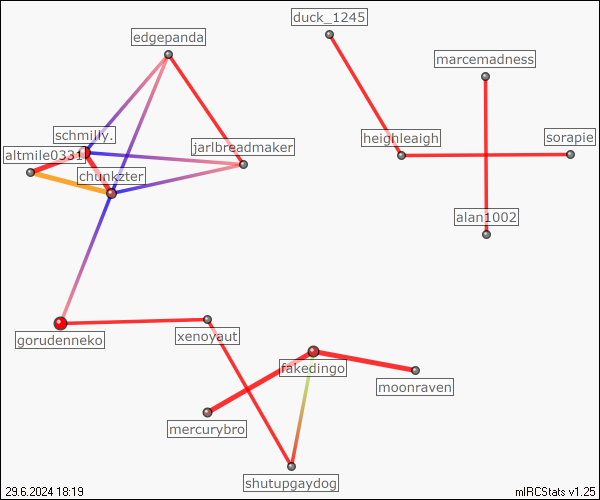 duck_1245
edgepanda
marcemadness
schmilly.
heighleaigh
sorapie
jarlbreadmaker
altmile0331
chunkzter
alan1002
gorudenneko
xenoyaut
fakedingo
moonraven
mercurybro
shutupgaydog
29.6.2024 18:19
mIRCStats v1.25